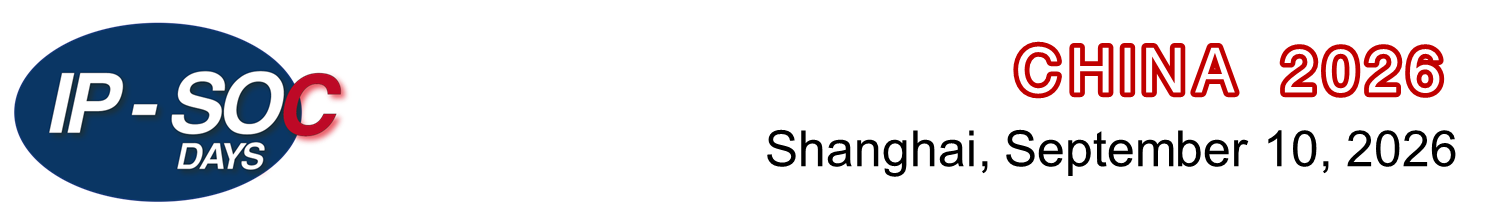 IP - SOC
DAYS
CHINA 2026
Shanghai, September 10, 2026